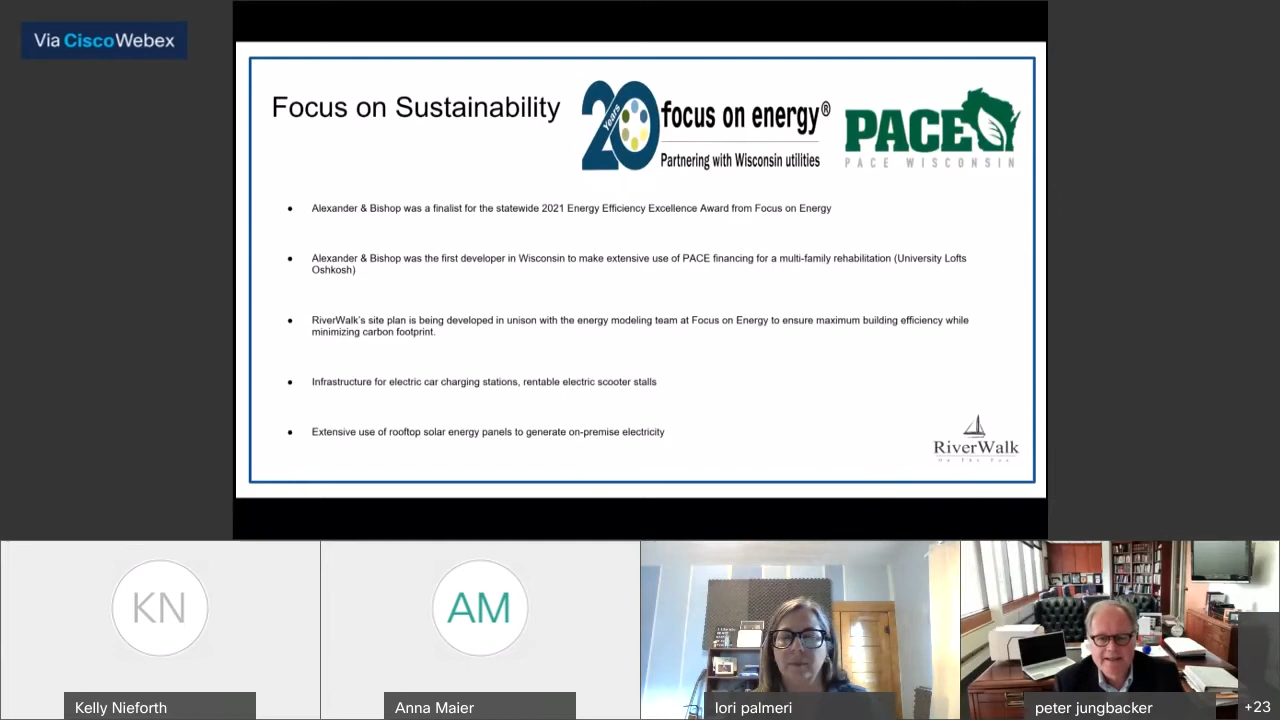 Via Cisco Webex
Focus on Sustainability
20
Years
focus on energy®
Partnering with Wisconsin utilities
PACE
PACE WISCONSIN
● Alexander & Bishop was a finalist for the statewide 2021 Energy Efficiency Excellence Award from Focus on Energy
● Alexander & Bishop was the first developer in Wisconsin to make extensive use of PACE financing for a multi-family rehabilitation (University Lofts
Oshkosh)
● RiverWalk's site plan is being developed in unison with the energy modeling team at Focus on Energy to ensure maximum building efficiency while
minimizing carbon footprint.
● Infrastructure for electric car charging stations, rentable electric scooter stalls
● Extensive use of rooftop solar energy panels to generate on-premise electricity
RiverWalk
On The Fox
KN
AM
Kelly Nieforth
Anna Maier
lori palmeri
peter jungbacker
+23